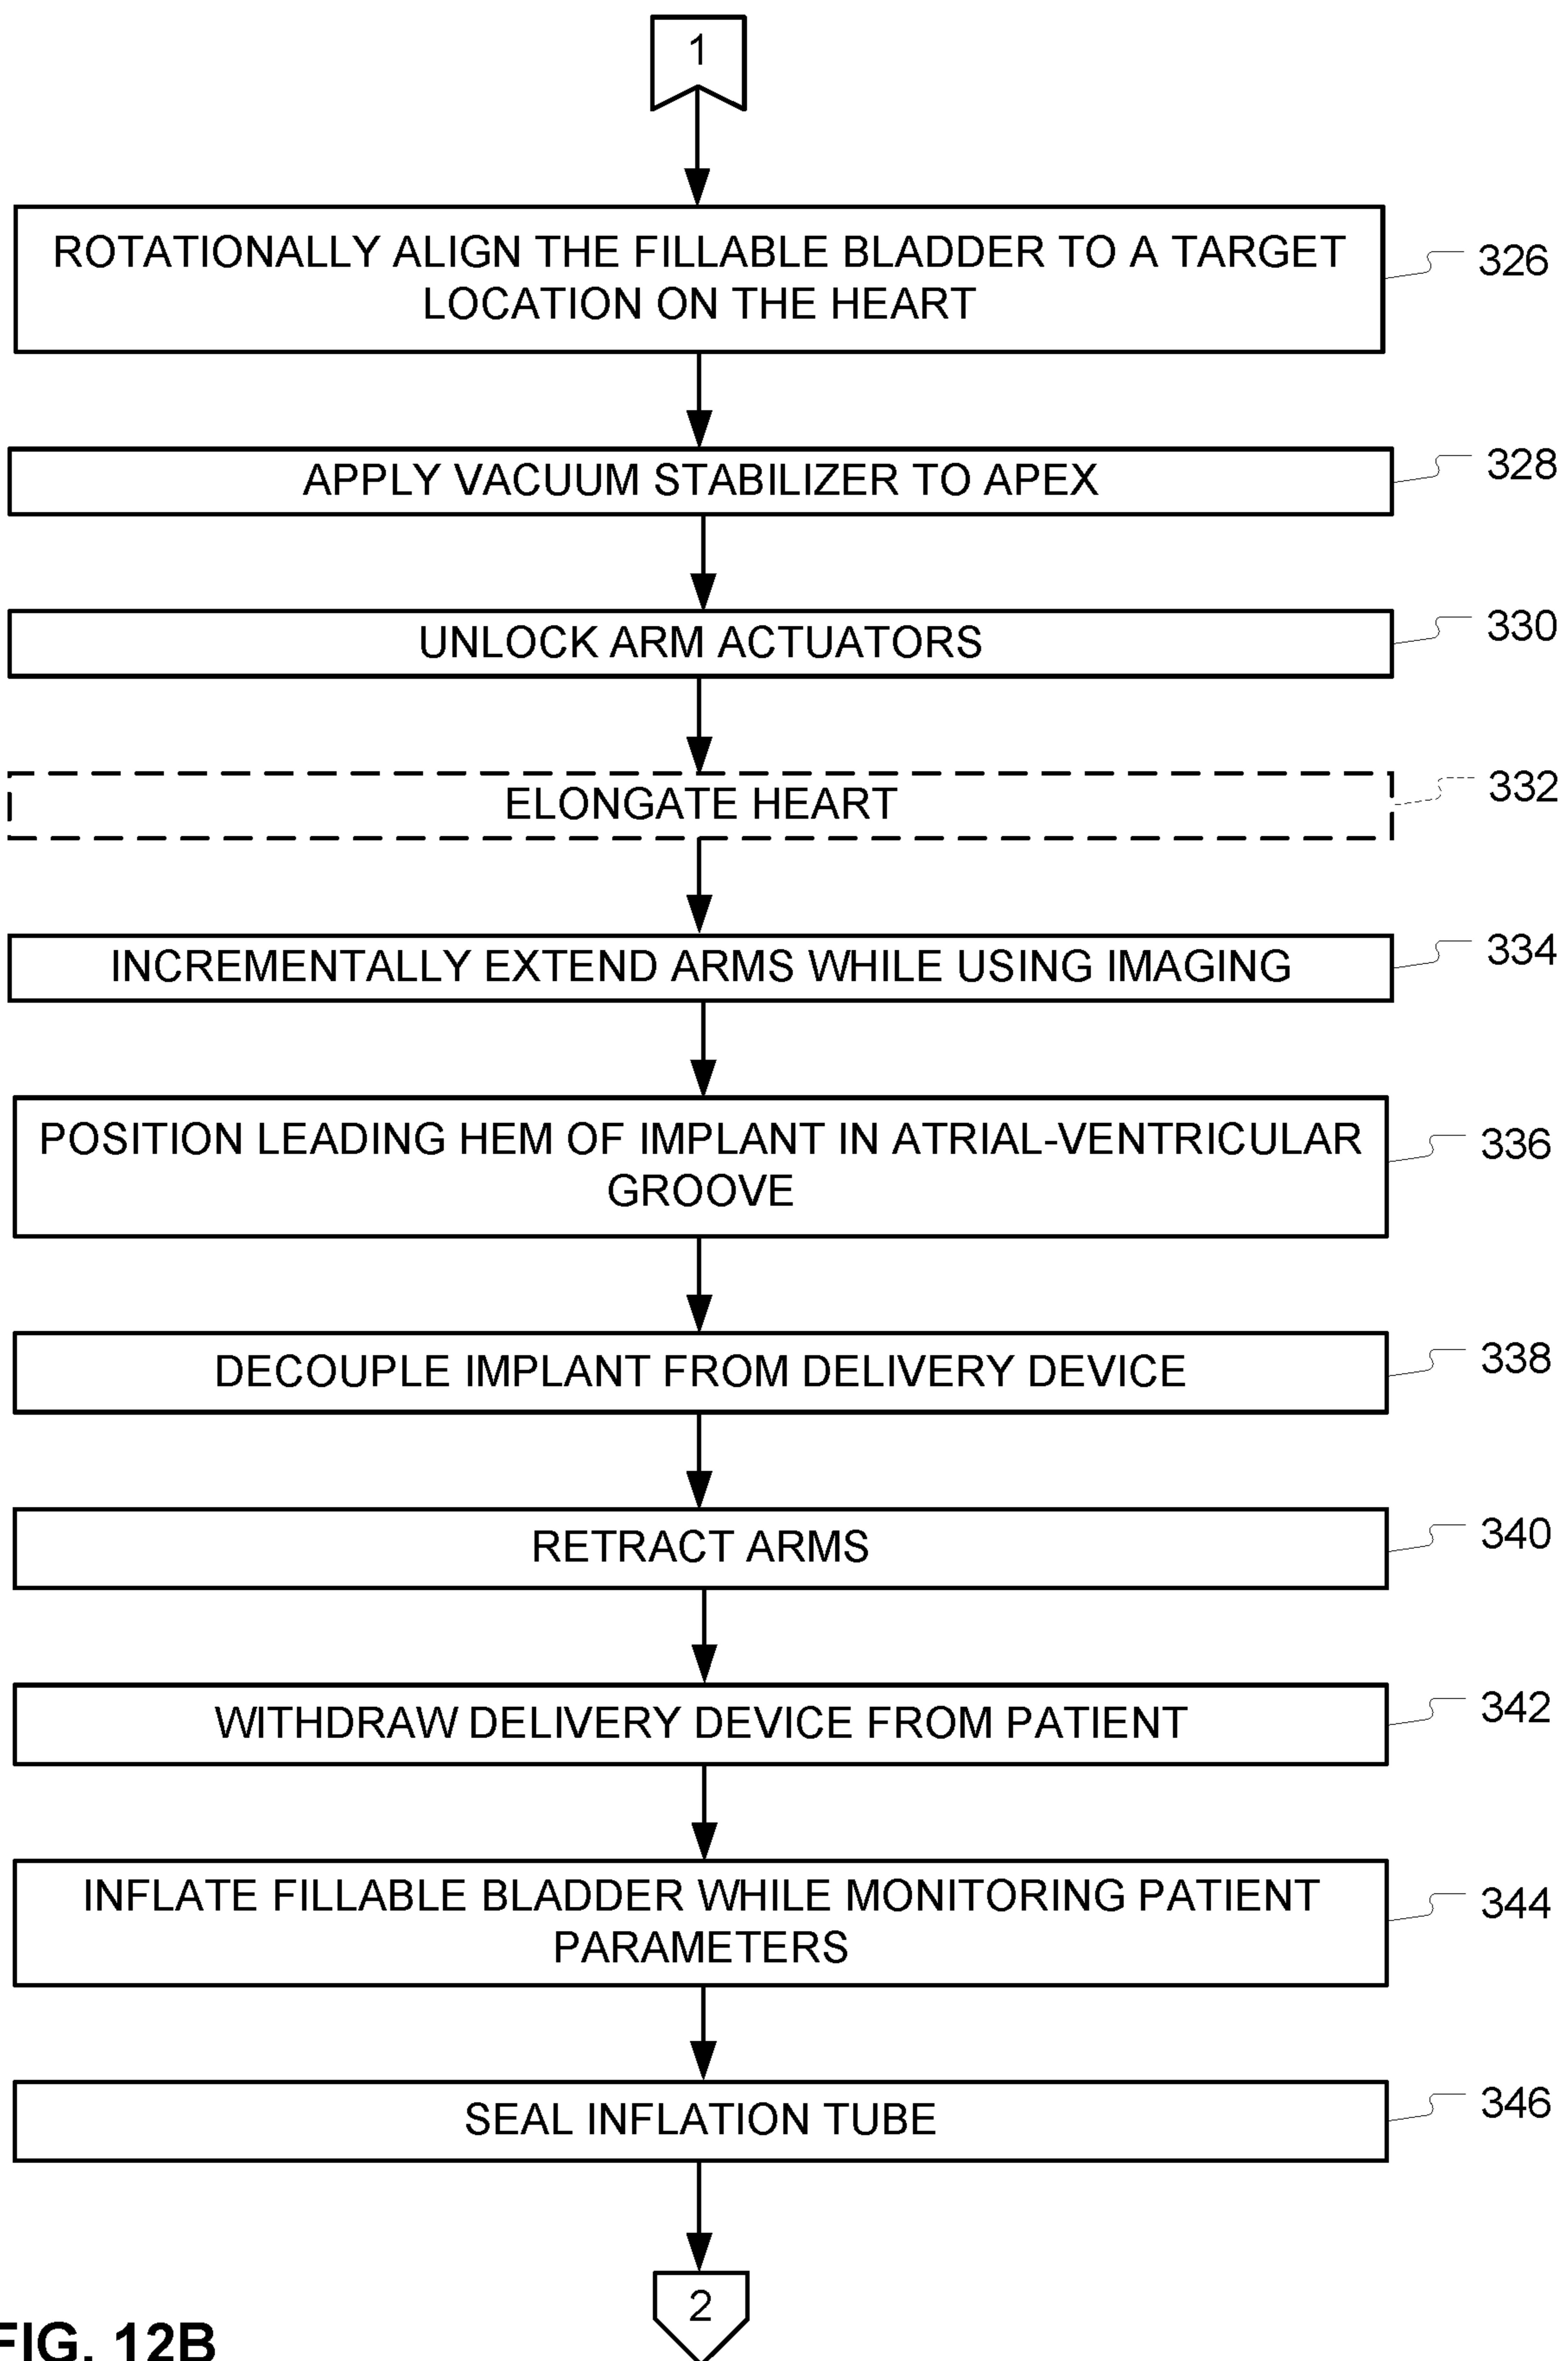 1
ROTATIONALLY ALIGN THE FILLABLE BLADDER TO A TARGET
LOCATION ON THE HEART
326
APPLY VACUUM STABILIZER TO APEX
328
UNLOCK ARM ACTUATORS
330
ELONGATE HEART
332
INCREMENTALLY EXTEND ARMS WHILE USING IMAGING
334
POSITION LEADING HEM OF IMPLANT IN ATRIAL-VENTRICULAR
GROOVE
336
DECOUPLE IMPLANT FROM DELIVERY DEVICE
338
RETRACT ARMS
340
WITHDRAW DELIVERY DEVICE FROM PATIENT
342
INFLATE FILLABLE BLADDER WHILE MONITORING PATIENT
PARAMETERS
344
SEAL INFLATION TUBE
346
2
FIG. 12B